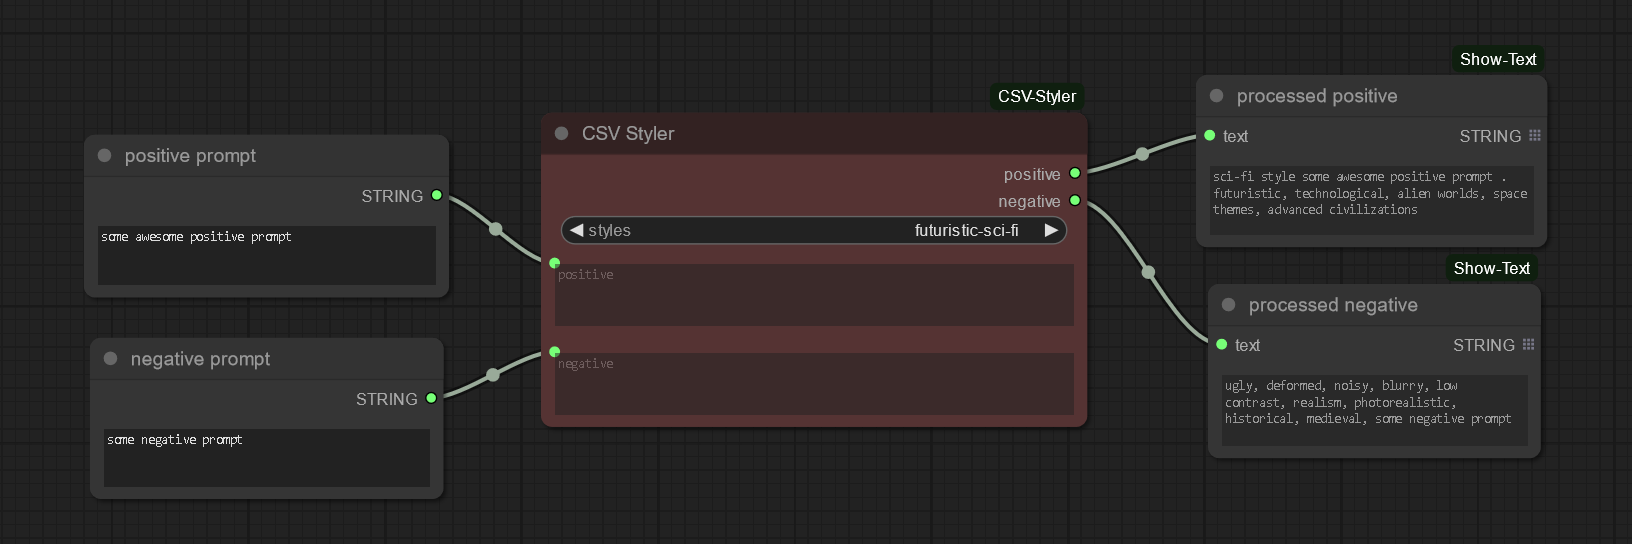 positive prompt
STRING
some awesome positive prompt
negative prompt
STRING
some negative prompt
CSV-Styler
CSV Styler
positive
negative
styles futuristic-sci-fi
positive
negative
Show-Text
processed positive
text STRING
sci-fi style some awesome positive prompt .
futuristic, technological, alien worlds, space
themes, advanced civilizations
Show-Text
processed negative
text STRING
ugly, deformed, noisy, blurry, low
contrast, realism, photorealistic,
historical, medieval, some negative prompt